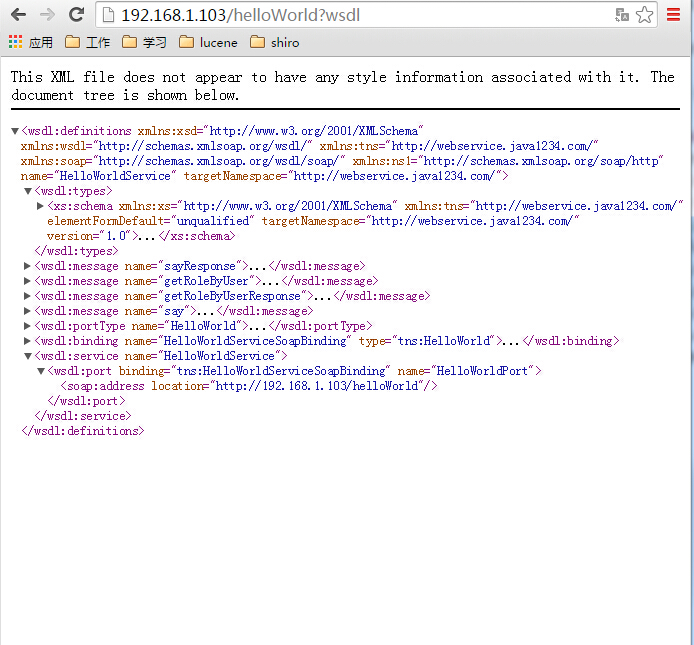 192.168.1.103/helloWorld?wsdl
应用 工作 学习 lucene shiro
This XML file does not appear to have any style information associated with it. The
document tree is shown below.
▼<wsdl:definitions xmlns:xsd="http://www.w3.org/2001/XMLSchema"
xmlns:wsdl="http://schemas.xmlsoap.org/wsdl/" xmlns:tns="http://webservice.java1234.com/"
xmlns:soap="http://schemas.xmlsoap.org/wsdl/soap/" xmlns:ns1="http://schemas.xmlsoap.org/soap/http"
name="HelloWorldService" targetNamespace="http://webservice.java1234.com/">
▼<wsdl:types>
▶<xs:schema xmlns:xs="http://www.w3.org/2001/XMLSchema" xmlns:tns="http://webservice.java1234.com/"
elementFormDefault="unqualified" targetNamespace="http://webservice.java1234.com/"
version="1.0">...</xs:schema>
</wsdl:types>
▶<wsdl:message name="sayResponse">...</wsdl:message>
▶<wsdl:message name="getRoleByUser">...</wsdl:message>
▶<wsdl:message name="getRoleByUserResponse">...</wsdl:message>
▶<wsdl:message name="say">...</wsdl:message>
▶<wsdl:portType name="HelloWorld">...</wsdl:portType>
▶<wsdl:binding name="HelloWorldServiceSoapBinding" type="tns:HelloWorld">...</wsdl:binding>
▼<wsdl:service name="HelloWorldService">
▼<wsdl:port binding="tns:HelloWorldServiceSoapBinding" name="HelloWorldPort">
<soap:address location="http://192.168.1.103/helloWorld"/>
</wsdl:port>
</wsdl:service>
</wsdl:definitions>